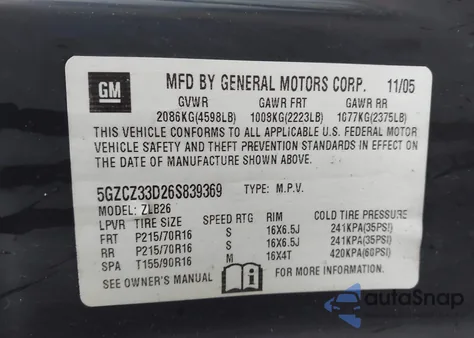 GM MFD BY GENERAL MOTORS CORP. 11/05
GVWR GAWR FRT GAWR RR
2086KG(4598LB) 1008KG(2223LB) 1077KG(2375LB)
THIS VEHICLE CONFORMS TO ALL APPLICABLE U.S. FEDERAL MOTOR
VEHICLE SAFETY AND THEFT PREVENTION STANDARDS IN EFFECT ON
THE DATE OF MANUFACTURE SHOWN ABOVE.
5GZCZ33D26S839369 TYPE: M.P.V.
MODEL: ZLB26
LPVR TIRE SIZE SPEED RTG RIM COLD TIRE PRESSURE
FRT P215/70R16 S 16X6.5J 241KPA(35PSI)
RR P215/70R16 S 16X6.5J 241KPA(35PSI)
SPA T155/90R16 M 16X4T 420KPA(60PSI)
SEE OWNER'S MANUAL FOR MORE INFORMATION.
autoSnap